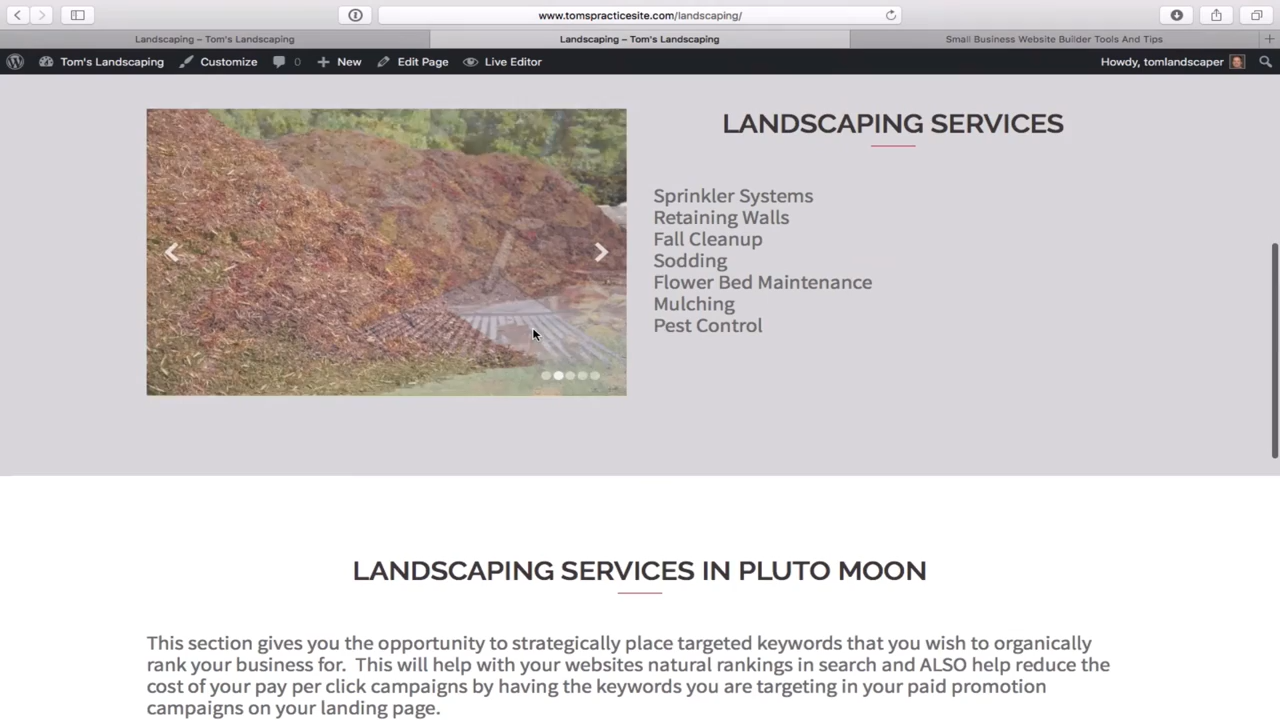 www.tomspracticesite.com/landscaping/
Landscaping – Tom's Landscaping
Landscaping – Tom's Landscaping
Small Business Website Builder Tools And Tips
Tom's Landscaping
Customize
0
New
Edit Page
Live Editor
Howdy, tomlandscaper
LANDSCAPING SERVICES
Sprinkler Systems
Retaining Walls
Fall Cleanup
Sodding
Flower Bed Maintenance
Mulching
Pest Control
LANDSCAPING SERVICES IN PLUTO MOON
This section gives you the opportunity to strategically place targeted keywords that you wish to organically
rank your business for.  This will help with your websites natural rankings in search and ALSO help reduce the
cost of your pay per click campaigns by having the keywords you are targeting in your paid promotion
campaigns on your landing page.